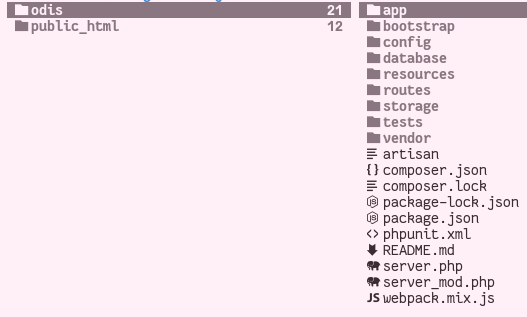 odis 21
public_html 12
app
bootstrap
config
database
resources
routes
storage
tests
vendor
artisan
composer.json
composer.lock
package-lock.json
package.json
phpunit.xml
README.md
server.php
server_mod.php
JS webpack.mix.js